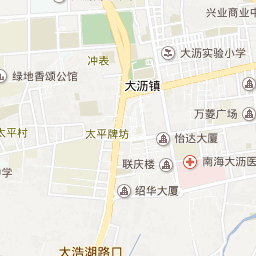 兴业商业中
大沥实验小学
冲表
绿地香颂公馆
大沥镇
万菱广场
太平村
太平牌坊
怡达大厦
联庆楼
南海大沥医
中学
绍华大厦
大浩湖路口